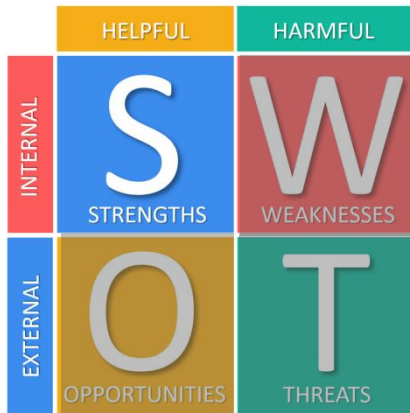 HELPFUL
HARMFUL
INTERNAL
S
STRENGTHS
W
WEAKNESSES
EXTERNAL
O
OPPORTUNITIES
T
THREATS